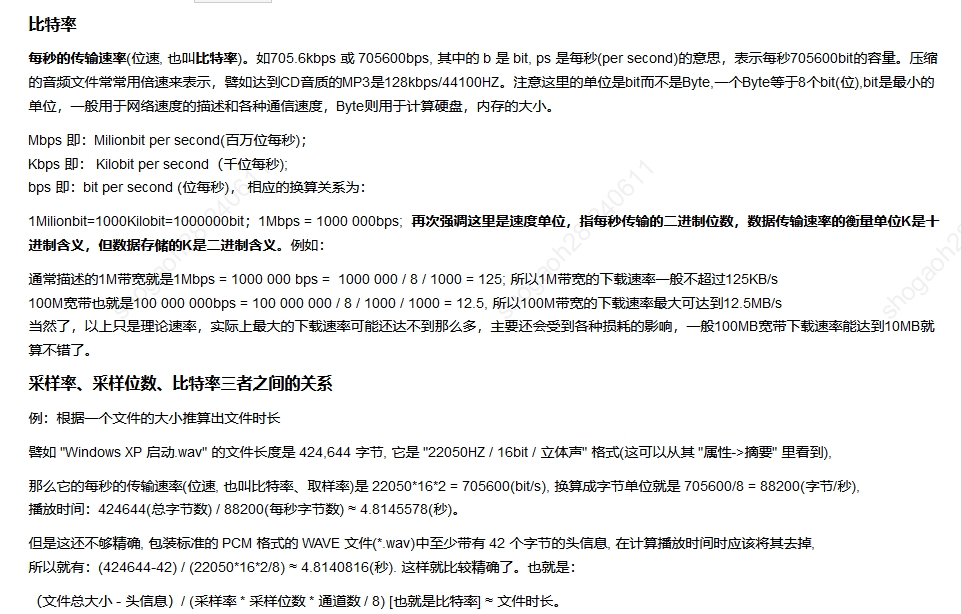 比特率
每秒的传输速率(位速, 也叫比特率)。如705.6kbps 或 705600bps, 其中的 b 是 bit, ps 是每秒(per second)的意思，表示每秒705600bit的容量。压缩
的音频文件常常用倍速来表示，譬如达到CD音质的MP3是128kbps/44100HZ。注意这里的单位是bit而不是Byte,一个Byte等于8个bit(位),bit是最小的
单位，一般用于网络速度的描述和各种通信速度，Byte则用于计算硬盘，内存的大小。
Mbps 即：Milionbit per second(百万位每秒)；
Kbps 即： Kilobit per second（千位每秒);
bps 即：bit per second (位每秒)， 相应的换算关系为：
1Milionbit=1000Kilobit=1000000bit；1Mbps = 1000 000bps; 再次强调这里是速度单位，指每秒传输的二进制位数，数据传输速率的衡量单位K是十
进制含义，但数据存储的K是二进制含义。例如：
通常描述的1M带宽就是1Mbps = 1000 000 bps = 1000 000 / 8 / 1000 = 125; 所以1M带宽的下载速率一般不超过125KB/s
100M宽带也就是100 000 000bps = 100 000 000 / 8 / 1000 / 1000 = 12.5, 所以100M带宽的下载速率最大可达到12.5MB/s
当然了，以上只是理论速率，实际上最大的下载速率可能还达不到那么多，主要还会受到各种损耗的影响，一般100MB宽带下载速率能达到10MB就
算不错了。
采样率、采样位数、比特率三者之间的关系
例：根据一个文件的大小推算出文件时长
譬如 "Windows XP 启动.wav" 的文件长度是 424,644 字节, 它是 "22050HZ / 16bit / 立体声" 格式(这可以从其 "属性->摘要" 里看到),
那么它的每秒的传输速率(位速, 也叫比特率、取样率)是 22050*16*2 = 705600(bit/s), 换算成字节单位就是 705600/8 = 88200(字节/秒),
播放时间：424644(总字节数) / 88200(每秒字节数) ≈ 4.8145578(秒)。
但是这还不够精确, 包装标准的 PCM 格式的 WAVE 文件(*.wav)中至少带有 42 个字节的头信息, 在计算播放时间时应该将其去掉,
所以就有：(424644-42) / (22050*16*2/8) ≈ 4.8140816(秒). 这样就比较精确了。也就是：
（文件总大小 - 头信息）/ (采样率 * 采样位数 * 通道数 / 8) [也就是比特率] ≈ 文件时长。